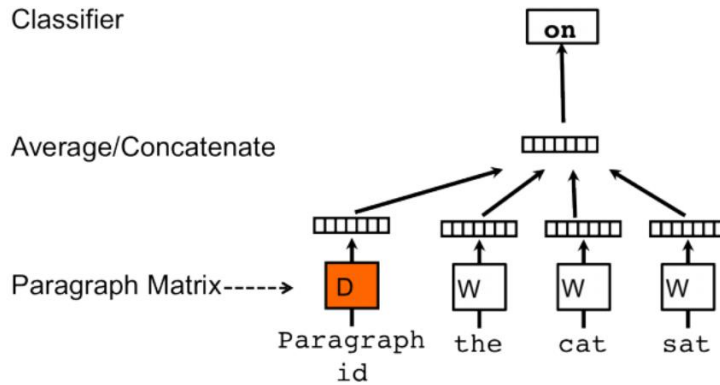 Classifier
on
Average/Concatenate
Paragraph Matrix
D
W
W
W
Paragraph
id
the
cat
sat